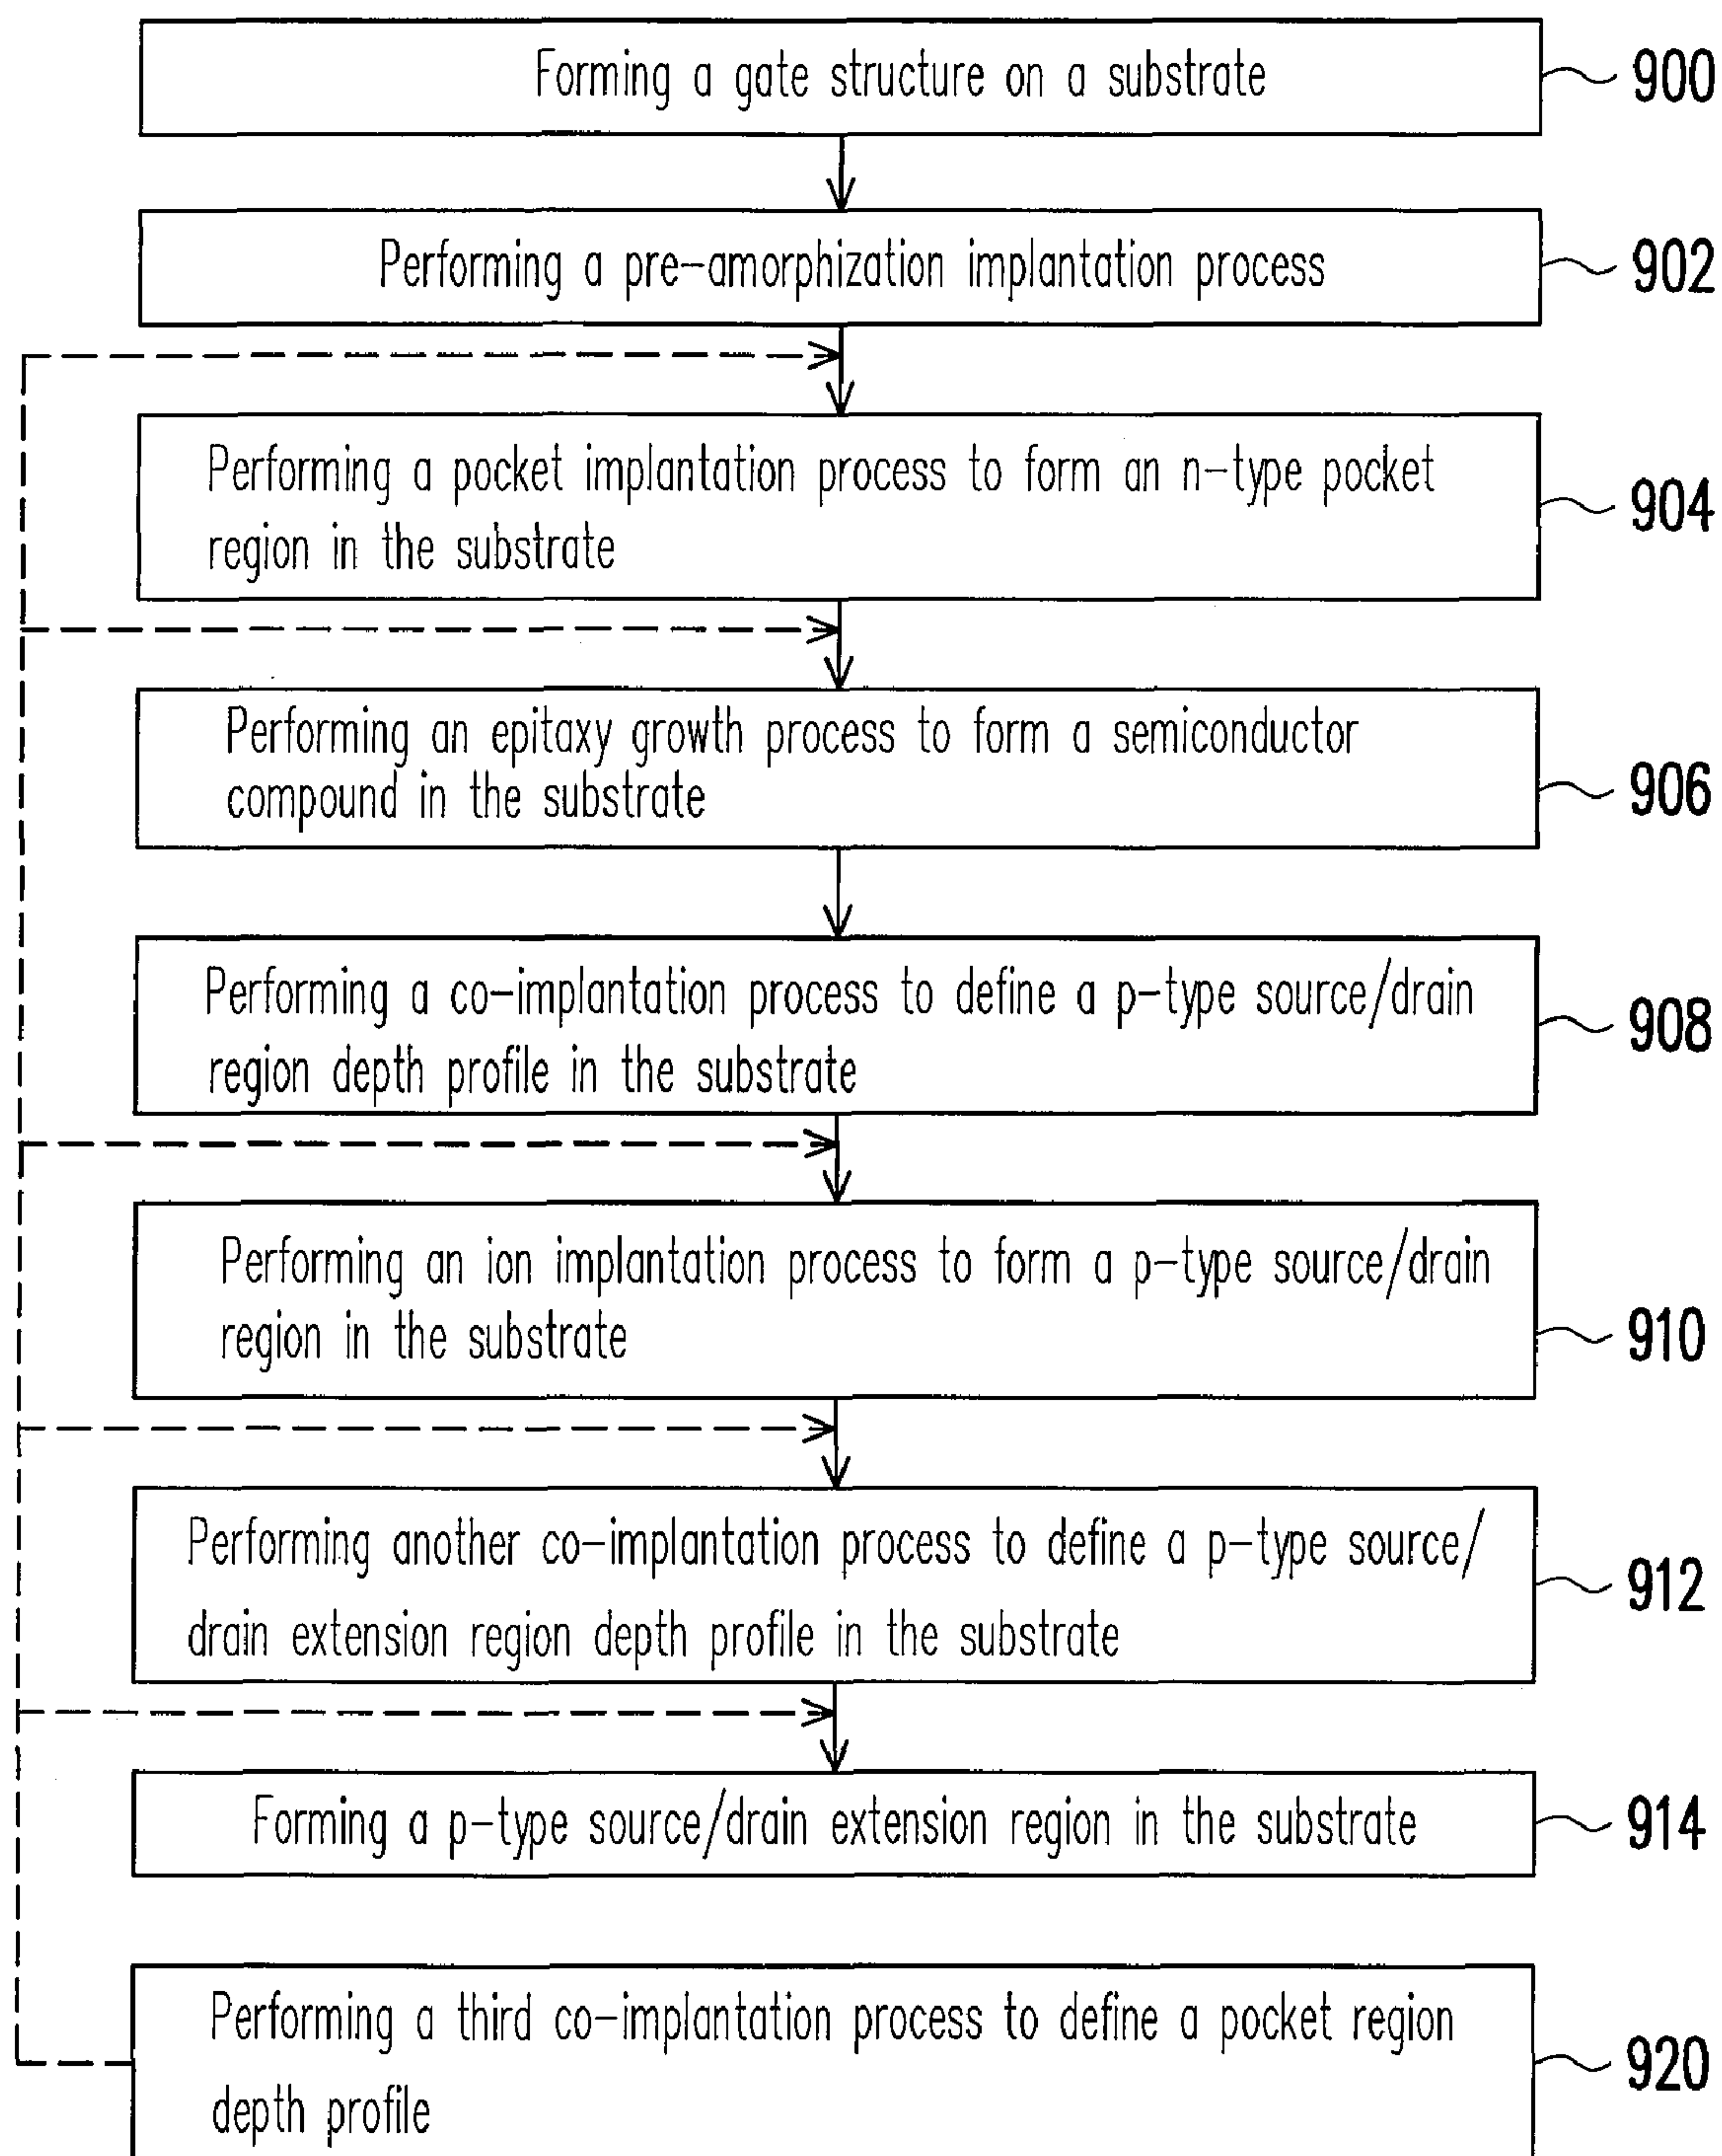 Forming a gate structure on a substrate
900
Performing a pre-amorphization implantation process
902
Performing a pocket implantation process to form an n-type pocket
region in the substrate
904
Performing an epitaxy growth process to form a semiconductor
compound in the substrate
906
Performing a co-implantation process to define a p-type source/drain
region depth profile in the substrate
908
Performing an ion implantation process to form a p-type source/drain
region in the substrate
910
Performing another co-implantation process to define a p-type source/
drain extension region depth profile in the substrate
912
Forming a p-type source/drain extension region in the substrate
914
Performing a third co-implantation process to define a pocket region
depth profile
920